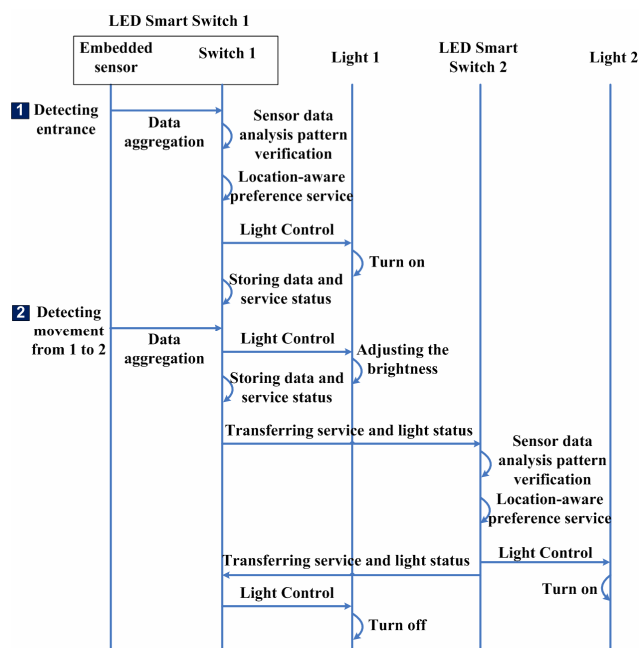 LED Smart Switch 1
Embedded
sensor
Switch 1
Light 1
LED Smart
Switch 2
Light 2
1 Detecting
entrance
Data
aggregation
Sensor data
analysis pattern
verification
Location-aware
preference service
Light Control
Turn on
Storing data and
service status
2 Detecting
movement
from 1 to 2
Data
aggregation
Light Control
Adjusting the
brightness
Storing data and
service status
Transferring service and light status
Sensor data
analysis pattern
verification
Location-aware
preference service
Light Control
Transferring service and light status
Turn on
Light Control
Turn off